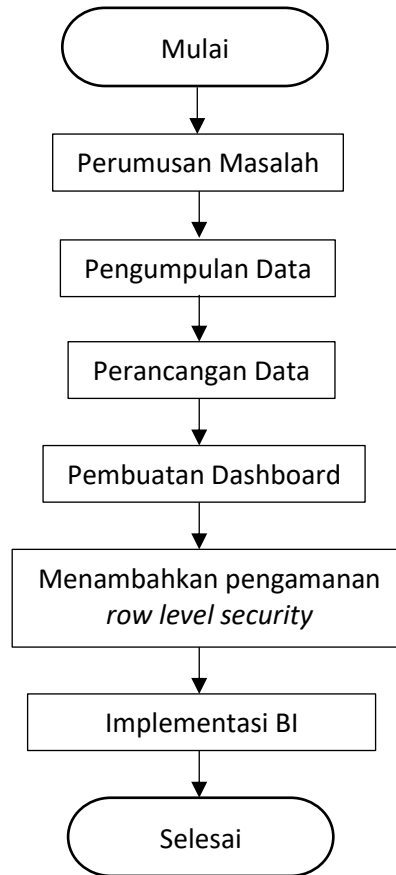 Mulai
Perumusan Masalah
Pengumpulan Data
Perancangan Data
Pembuatan Dashboard
Menambahkan pengamanan
row level security
Implementasi BI
Selesai